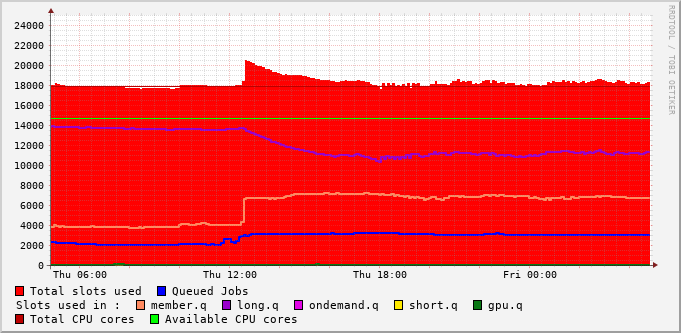 RRDTOOL / TOBI OETIKER
24000
22000
20000
18000
16000
14000
12000
10000
8000
6000
4000
2000
0
Thu 06:00 Thu 12:00 Thu 18:00 Fri 00:00
Total slots used Queued Jobs
Slots used in : member.q long.q ondemand.q short.q gpu.q
Total CPU cores Available CPU cores